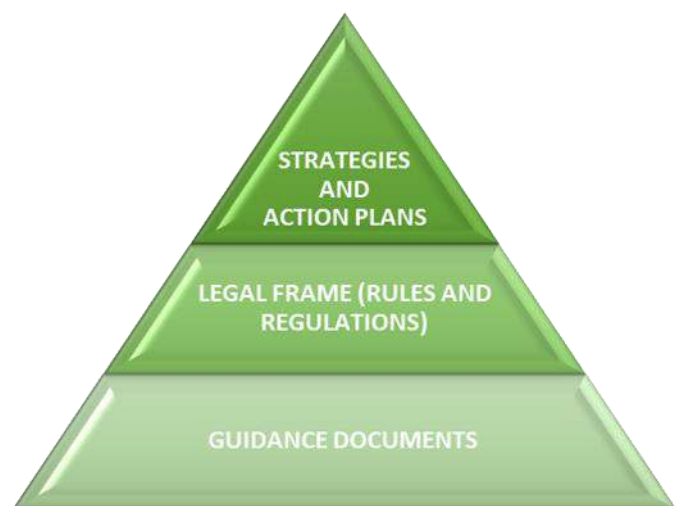 STRATEGIES
AND
ACTION PLANS
LEGAL FRAME (RULES AND
REGULATIONS)
GUIDANCE DOCUMENTS